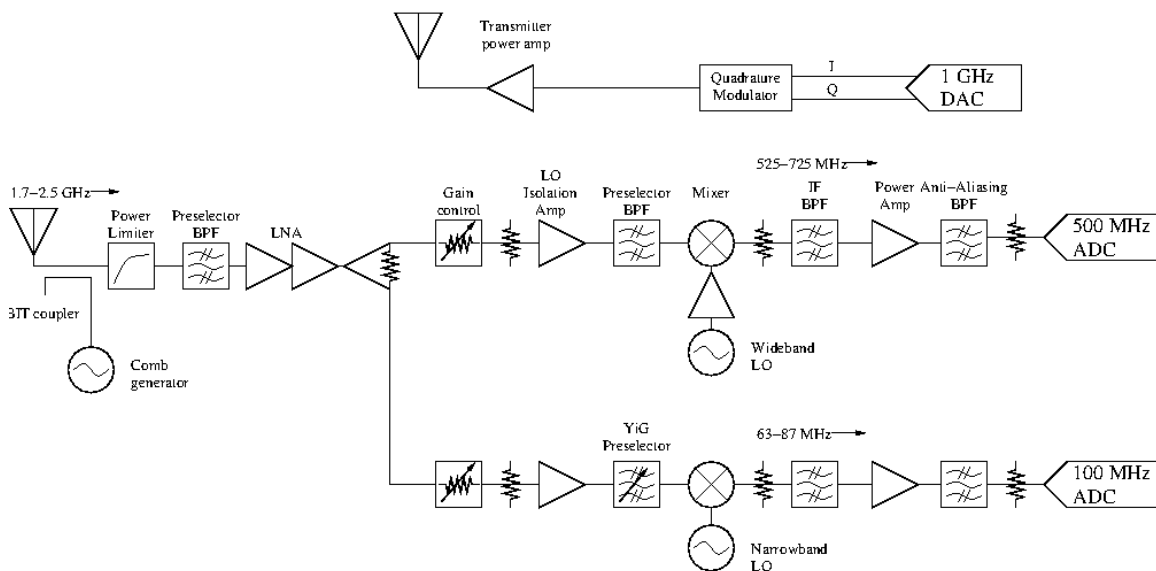 Transmitter
power amp
Quadrature
Modulator
I
Q
1 GHz
DAC
1.7–2.5 GHz
Power
Limiter
Preselector
BPF
LNA
Gain
control
LO
Isolation
Amp
Preselector
BPF
Mixer
525–725 MHz
IF
BPF
Power
Amp
Anti–Aliasing
BPF
500 MHz
ADC
BIT coupler
Comb
generator
Wideband
LO
YiG
Preselector
63–87 MHz
100 MHz
ADC
Narrowband
LO